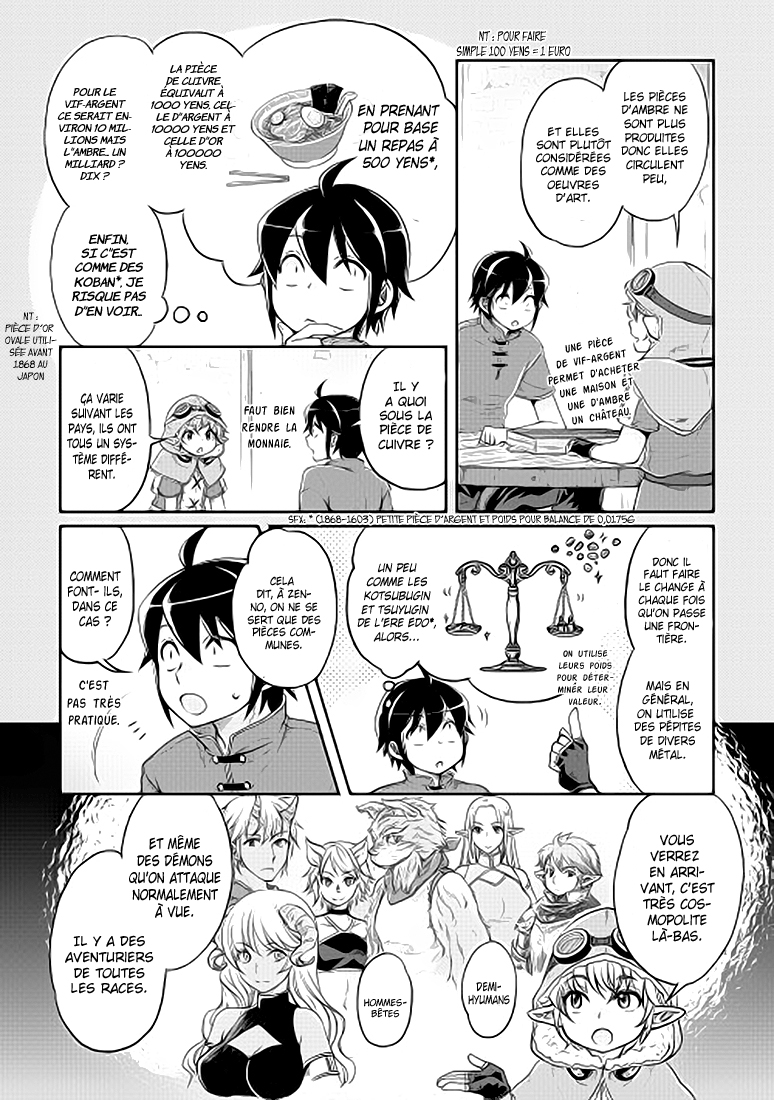 NT : POUR FAIRE
SIMPLE 100 YENS = 1 EURO
LES PIÈCES
D'AMBRE NE
SONT PLUS
PRODUITES
DONC ELLES
CIRCULENT
PEU,
ET ELLES
SONT PLUTÔT
CONSIDÉRÉES
COMME DES
OEUVRES
D'ART.
UNE PIÈCE
DE VIF-ARGENT
PERMET D'ACHETER
UNE MAISON ET
UNE D'AMBRE
UN CHÂTEAU.
EN PRENANT
POUR BASE
UN REPAS À
500 YENS*,
LA PIÈCE
DE CUIVRE
ÉQUIVAUT À
1000 YENS. CELLE
D"ARGENT À
10000 YENS ET
CELLE D"OR
À 100000
YENS.
POUR LE
VIF-ARGENT
CE SERAIT EN-
VIRON 10 MIL-
LIONS MAIS
L"AMBRE... UN
MILLIARD ?
DIX ?
ENFIN,
SI C"EST
COMME DES
KOBAN*, JE
RISQUE PAS
D"EN VOIR...
NT :
PIÈCE D'OR
OVALE UTILI-
SÉE AVANT
1868 AU
JAPON
IL Y
A QUOI
SOUS LA
PIÈCE DE
CUIVRE ?
FAUT BIEN
RENDRE LA
MONNAIE.
ÇA VARIE
SUIVANT LES
PAYS, ILS ONT
TOUS UN SYS-
TÈME DIFFÉ-
RENT.
SFX: * (1868-1603) PETITE PIÈCE D'ARGENT ET POIDS POUR BALANCE DE 0,01756
DONC IL
FAUT FAIRE
LE CHANGE À
CHAQUE FOIS
QU'ON PASSE
UNE FRON-
TIÈRE.
MAIS EN
GÉNÉRAL,
ON UTILISE
DES PÉPITES
DE DIVERS
MÉTAL.
ON UTILISE
LEURS POIDS
POUR DÉTER-
MINER LEUR
VALEUR.
UN PEU
COMME LES
KOTSUBUGIN
ET TSUYUGIN
DE L'ERE EDO*,
ALORS...
CELA
DIT, À ZEN-
NO, ON NE SE
SERT QUE DES
PIÈCES COM-
MUNES.
COMMENT
FONT- ILS,
DANS CE
CAS ?
C'EST
PAS TRÈS
PRATIQUE.
VOUS
VERREZ
EN ARRI-
VANT, C'EST
TRÈS COS-
MOPOLITE
LÀ-BAS.
DEMI-
HYUMANS
HOMMES-
BÊTES
ET MÊME
DES DÉMONS
QU'ON ATTAQUE
NORMALEMENT
À VUE.
IL Y A DES
AVENTURIERS
DE TOUTES
LES RACES.